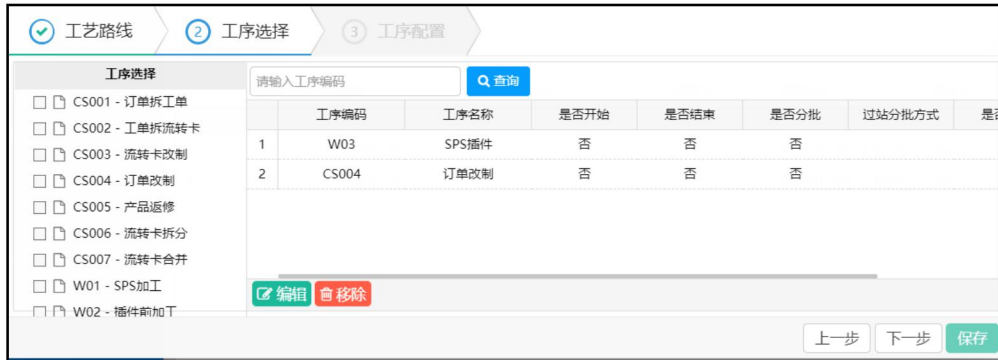 工艺路线 2 工序选择 3 工序配置
工序选择
CS001 - 订单拆工单
CS002 - 工单拆流转卡
CS003 - 流转卡改制
CS004 - 订单改制
CS005 - 产品返修
CS006 - 流转卡拆分
CS007 - 流转卡合并
W01 - SPS加工
W02 - 插件前加工
请输入工序编码 查询
工序编码 工序名称 是否开始 是否结束 是否分批 过站分批方式
1 W03 SPS插件 否 否 否
2 CS004 订单改制 否 否 否
编辑 移除
上一步 下一步 保存